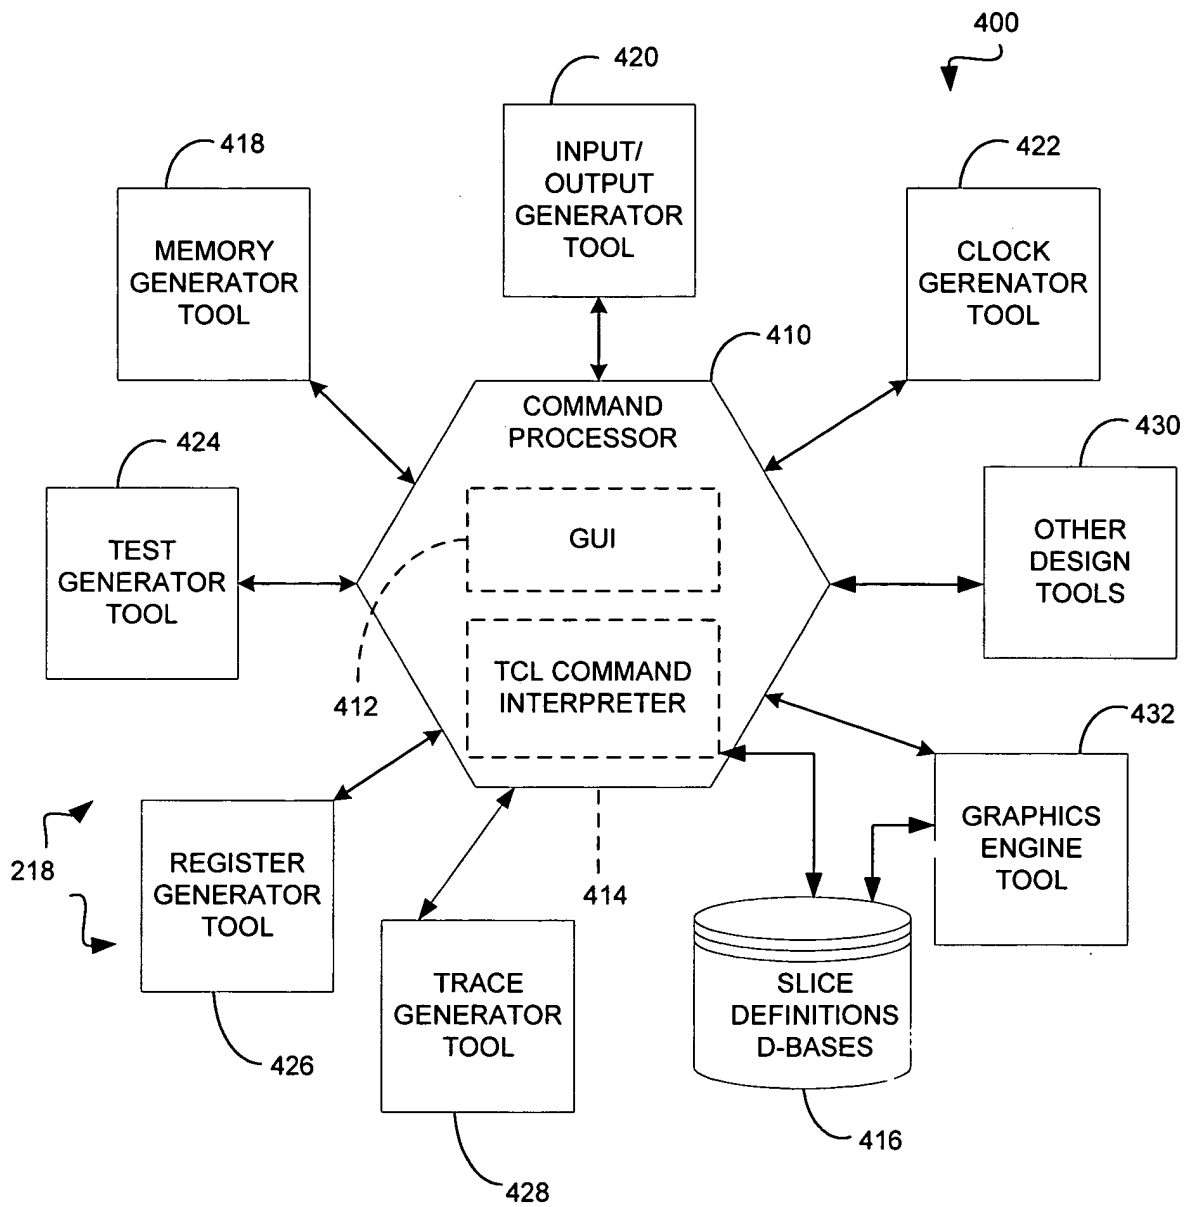 400
420
INPUT/
OUTPUT
GENERATOR
TOOL
418
MEMORY
GENERATOR
TOOL
422
CLOCK
GERENATOR
TOOL
410
COMMAND
PROCESSOR
424
TEST
GENERATOR
TOOL
GUI
430
OTHER
DESIGN
TOOLS
TCL COMMAND
INTERPRETER
412
432
GRAPHICS
ENGINE
TOOL
218
REGISTER
GENERATOR
TOOL
414
TRACE
GENERATOR
TOOL
SLICE
DEFINITIONS
D-BASES
426
416
428